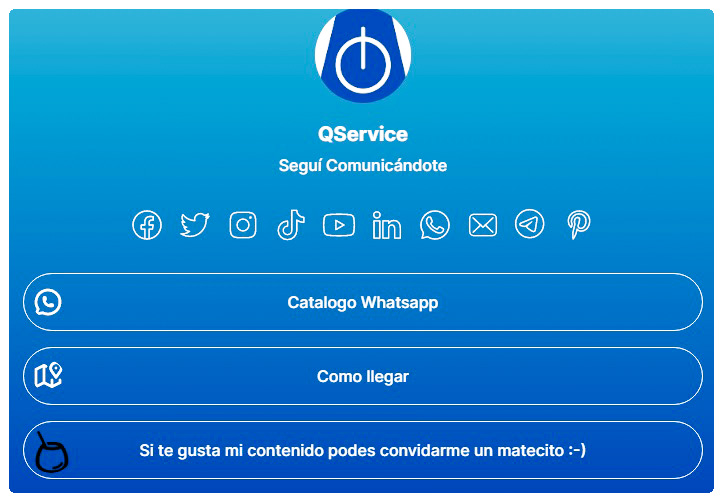 QService
Seguí Comunicándote
Catalogo Whatsapp
Como llegar
Si te gusta mi contenido podes convidarme un matecito :-)